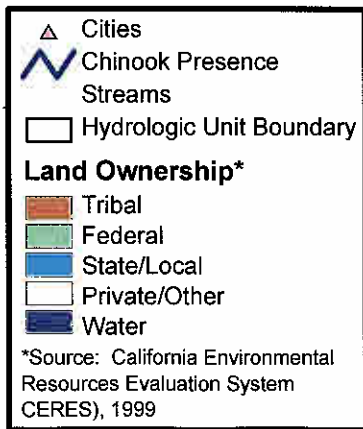 Cities
Chinook Presence
Streams
Hydrologic Unit Boundary
Land Ownership*
Tribal
Federal
State/Local
Private/Other
Water
*Source: California Environmental
Resources Evaluation System
CERES), 1999